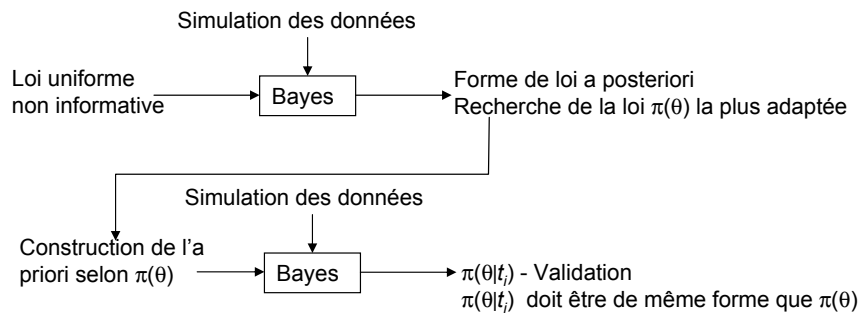 Simulation des données
Loi uniforme
non informative
Bayes
Forme de loi a posteriori
Recherche de la loi π(θ) la plus adaptée
Simulation des données
Construction de l’a
priori selon π(θ)
Bayes
π(θ|tᵢ) - Validation
π(θ|tᵢ) doit être de même forme que π(θ)